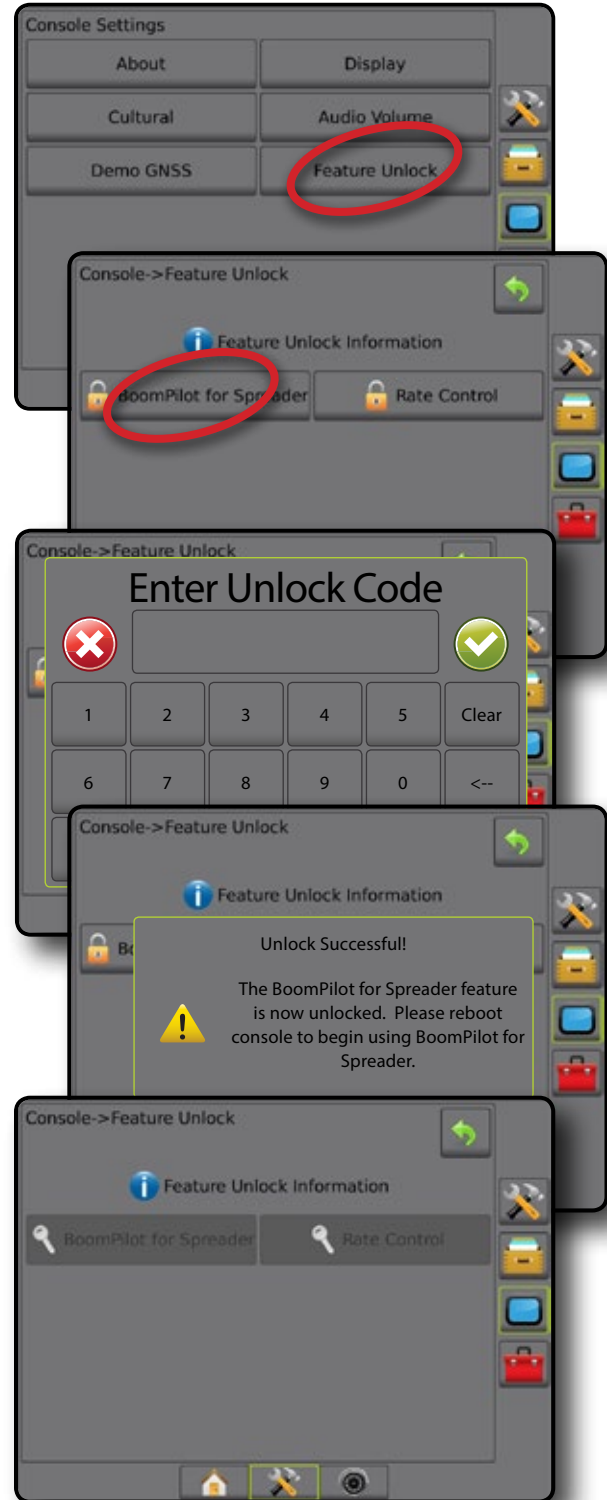 Console Settings
About Display
Cultural Audio Volume
Demo GNSS Feature Unlock
Console->Feature Unlock
Feature Unlock Information
BoomPilot for Spreader Rate Control
Console->Feature Unlock
Enter Unlock Code
1 2 3 4 5 Clear
6 7 8 9 0 <--
Console->Feature Unlock
Feature Unlock Information
Unlock Successful!
The BoomPilot for Spreader feature
is now unlocked. Please reboot
console to begin using BoomPilot for
Spreader.
Console->Feature Unlock
Feature Unlock Information
BoomPilot for Spreader Rate Control